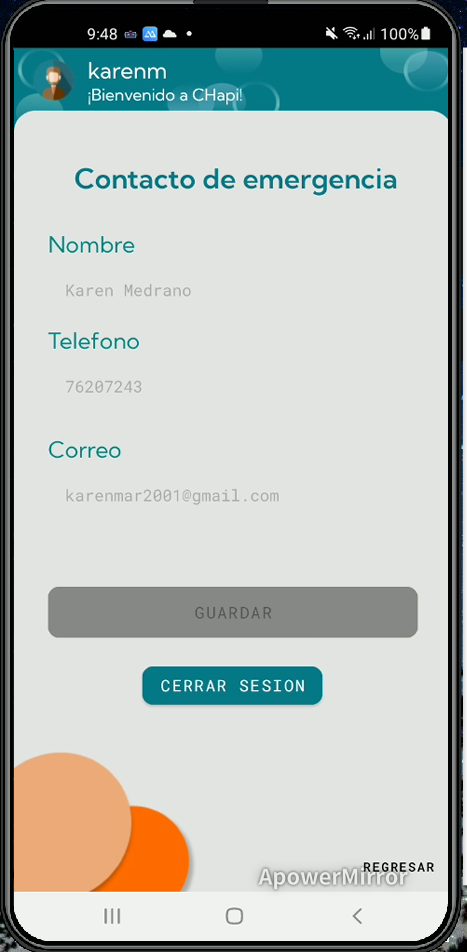 9:48
100%
karenm
¡Bienvenido a CHapi!
Contacto de emergencia
Nombre
Karen Medrano
Telefono
76207243
Correo
karenmar2001@gmail.com
GUARDAR
CERRAR SESION
REGRESAR
ApowerMirror